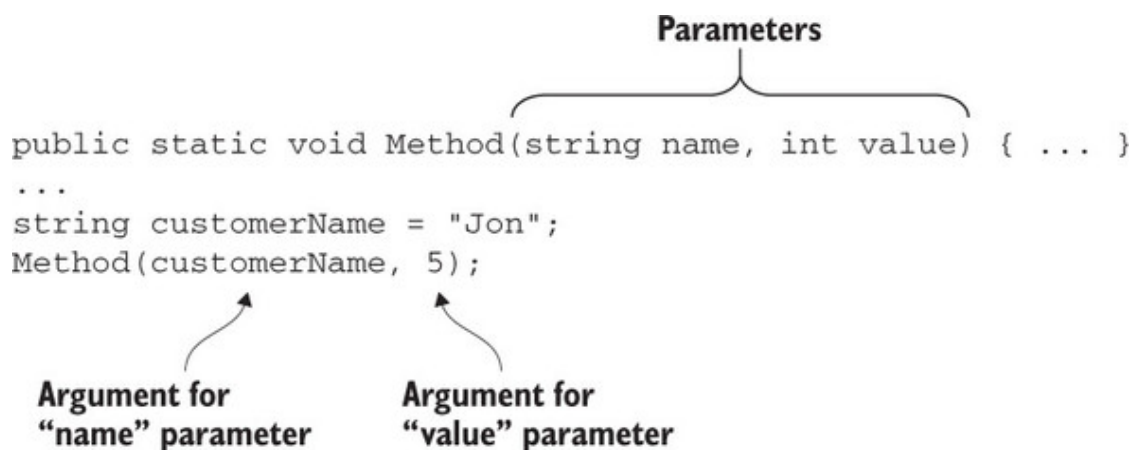 Parameters
public static void Method(string name, int value) { ... }
...
string customerName = "Jon";
Method(customerName, 5);
Argument for
“name” parameter
Argument for
“value” parameter